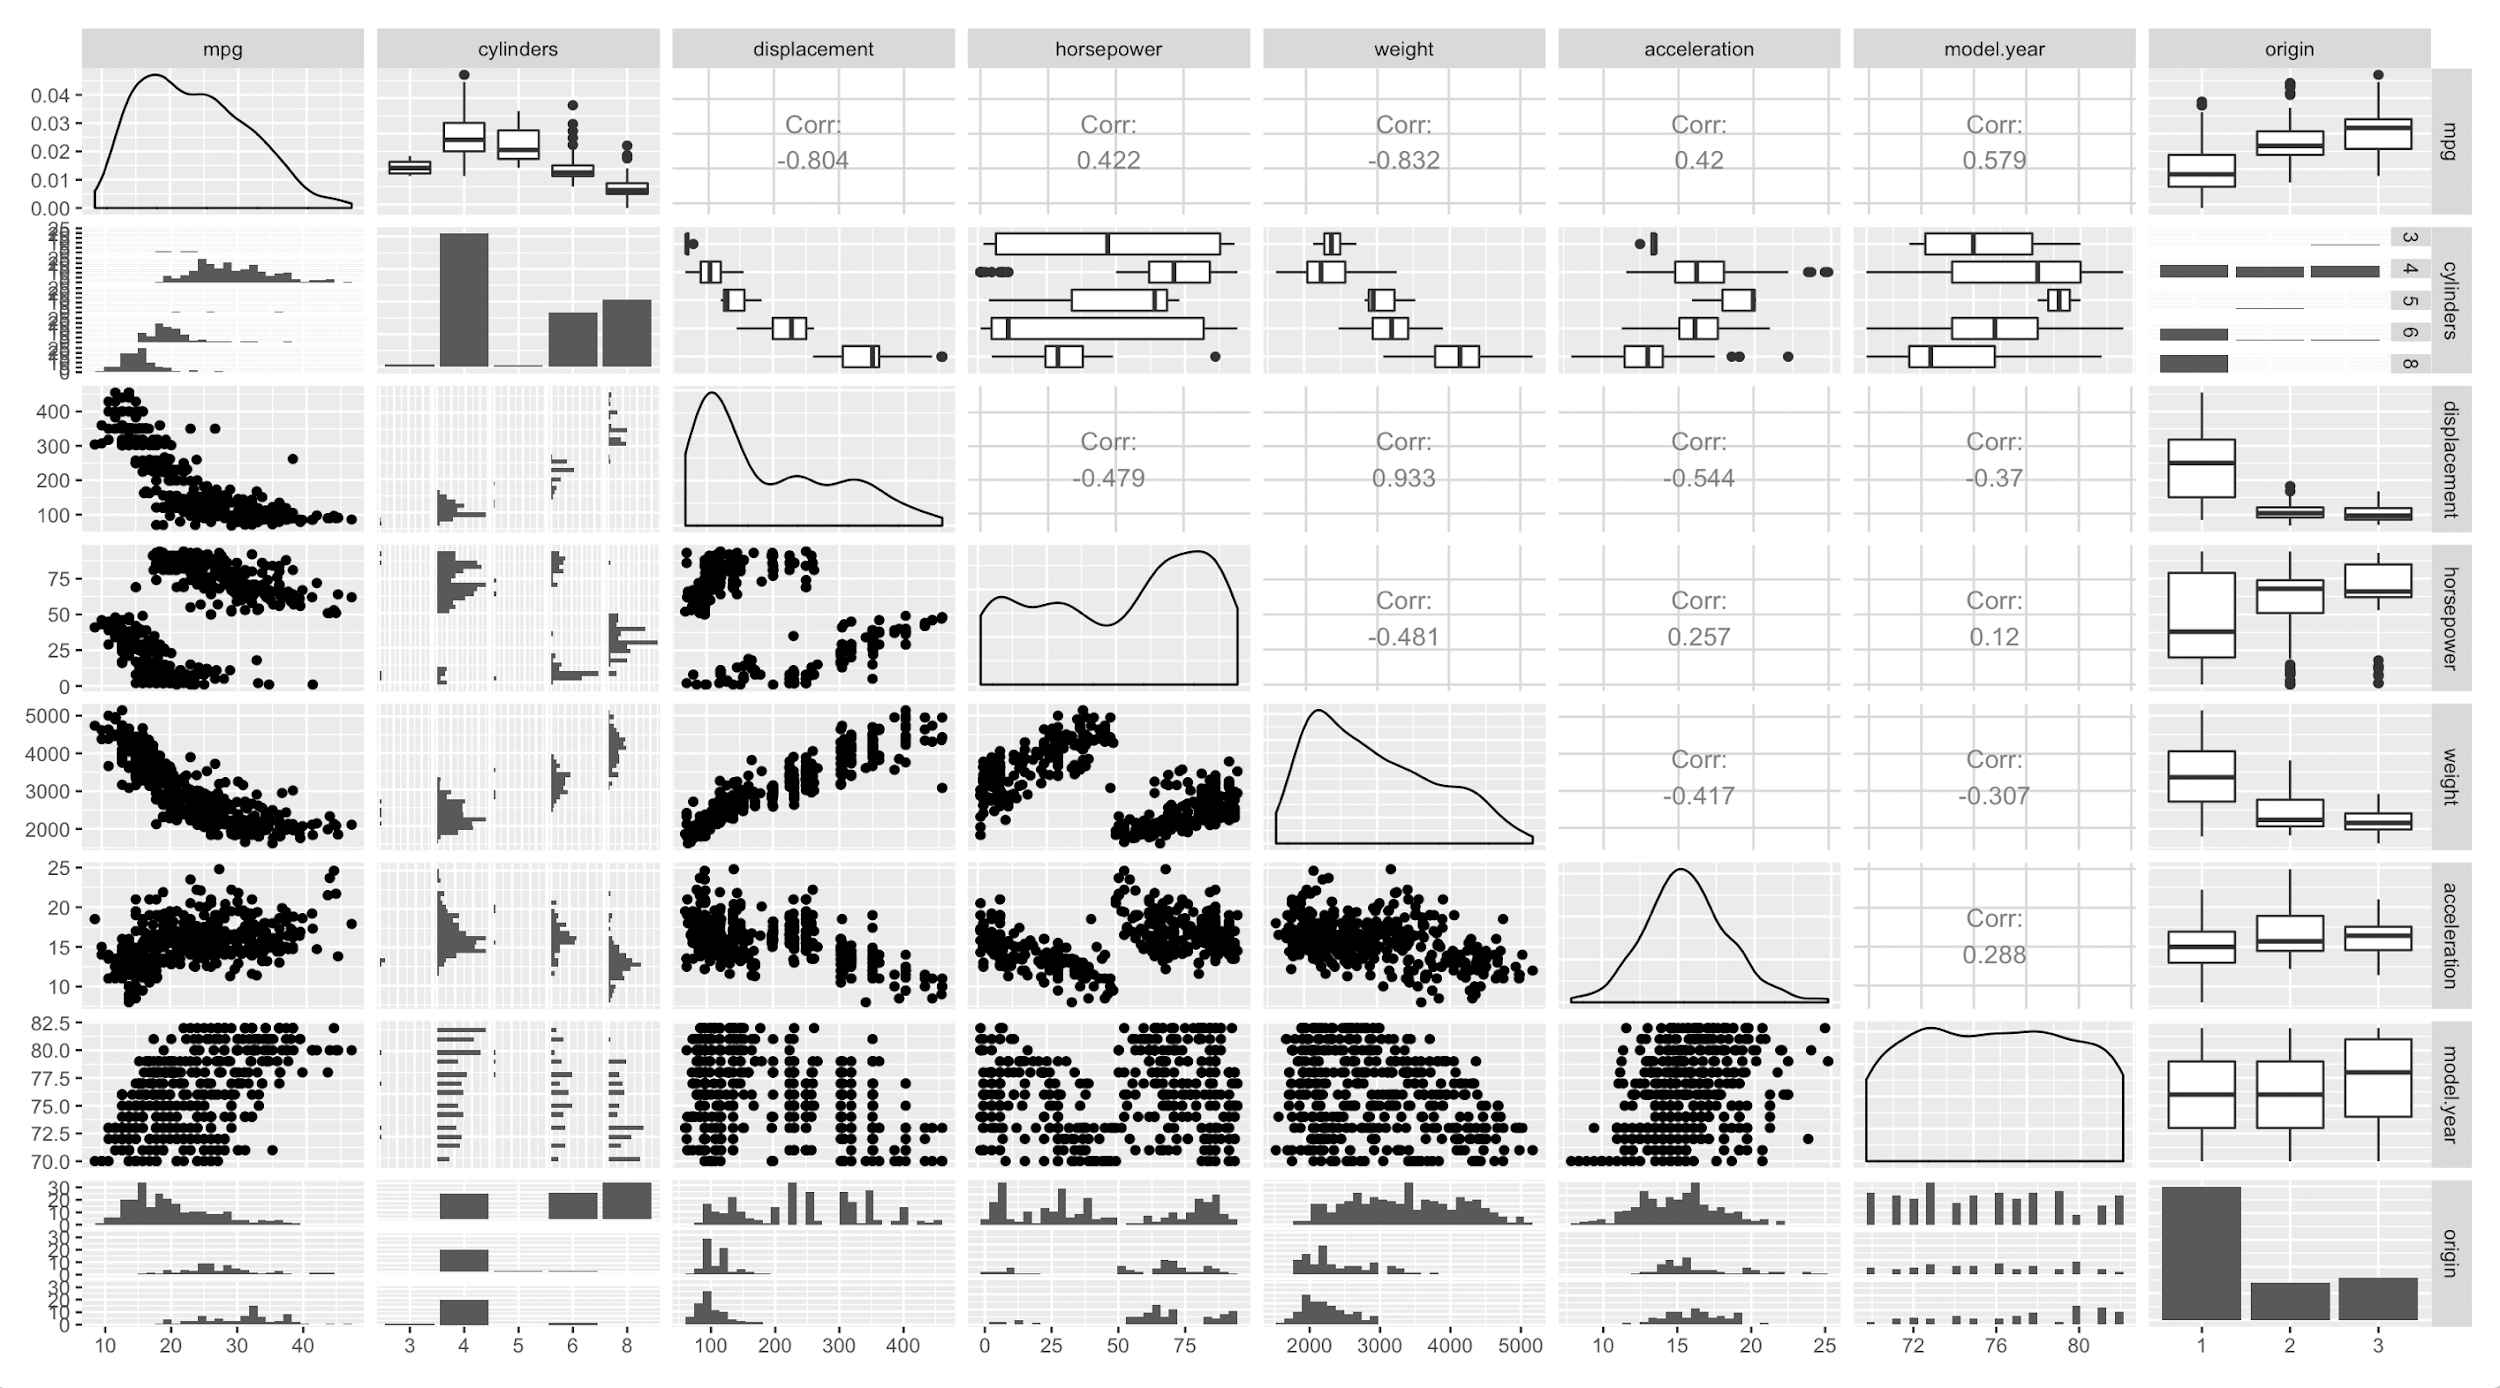 mpg cylinders displacement horsepower weight acceleration model.year origin
0.04
0.03
0.02
0.01
0.00
Corr:
-0.804
Corr:
0.422
Corr:
-0.832
Corr:
0.42
Corr:
0.579
mpg
3
4
5
6
8
cylinders
400
300
200
100
Corr:
-0.479
Corr:
0.933
Corr:
-0.544
Corr:
-0.37
displacement
75
50
25
0
Corr:
-0.481
Corr:
0.257
Corr:
0.12
horsepower
5000
4000
3000
2000
Corr:
-0.417
Corr:
-0.307
weight
25
20
15
10
Corr:
0.288
acceleration
82.5
80.0
77.5
75.0
72.5
70.0
model.year
30
20
10
0
30
20
10
0
30
20
10
0
origin
10 20 30 40 3 4 5 6 8 100 200 300 400 0 25 50 75 2000 3000 4000 5000 10 15 20 25 72 76 80 1 2 3